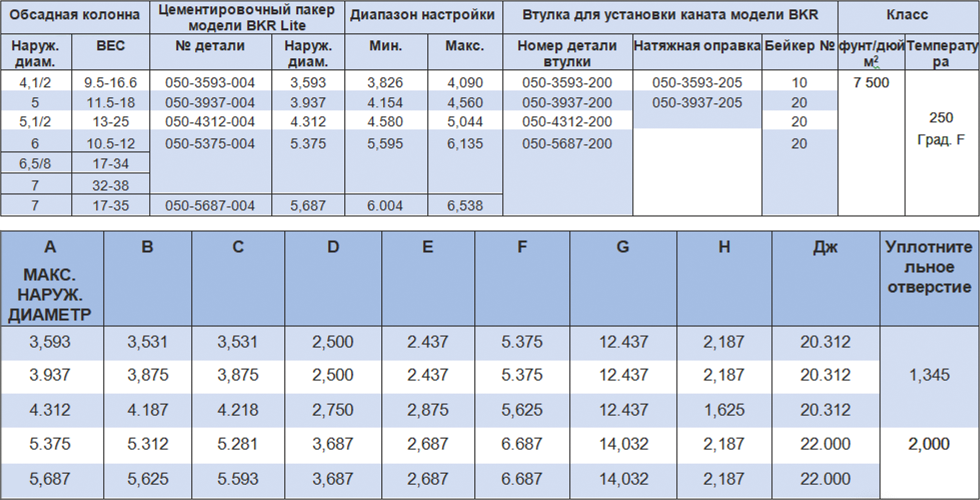 Обсадная колонна Цементировочный пакер модели BKR Lite Диапазон настройки Втулка для установки каната модели BKR Класс
Наруж. диам. ВЕС № детали Наруж. диам. Мин. Макс. Номер детали втулки Натяжная оправка Бейкер № фунт/дюй м2 Температу ра
4,1/2 9.5-16.6 050-3593-004 3,593 3,826 4,090 050-3593-200 050-3593-205 10 7 500
5 11.5-18 050-3937-004 3.937 4.154 4,560 050-3937-200 050-3937-205 20
5,1/2 13-25 050-4312-004 4.312 4.580 5,044 050-4312-200 20 250
6 10.5-12 050-5375-004 5.375 5,595 6,135 050-5687-200 20 Град. F
6,5/8 17-34
7 32-38
7 17-35 050-5687-004 5,687 6.004 6,538
A B C D E F G H Дж Уплотните льное отверстие
МАКС.
НАРУЖ.
ДИАМЕТР
3,593 3,531 3,531 2,500 2.437 5.375 12.437 2,187 20.312
3.937 3,875 3,875 2,500 2.437 5.375 12.437 2,187 20.312 1,345
4.312 4.187 4.218 2,750 2,875 5,625 12.437 1,625 20.312
5.375 5.312 5.281 3,687 2,687 6.687 14,032 2,187 22.000 2,000
5,687 5,625 5.593 3,687 2,687 6.687 14,032 2,187 22.000